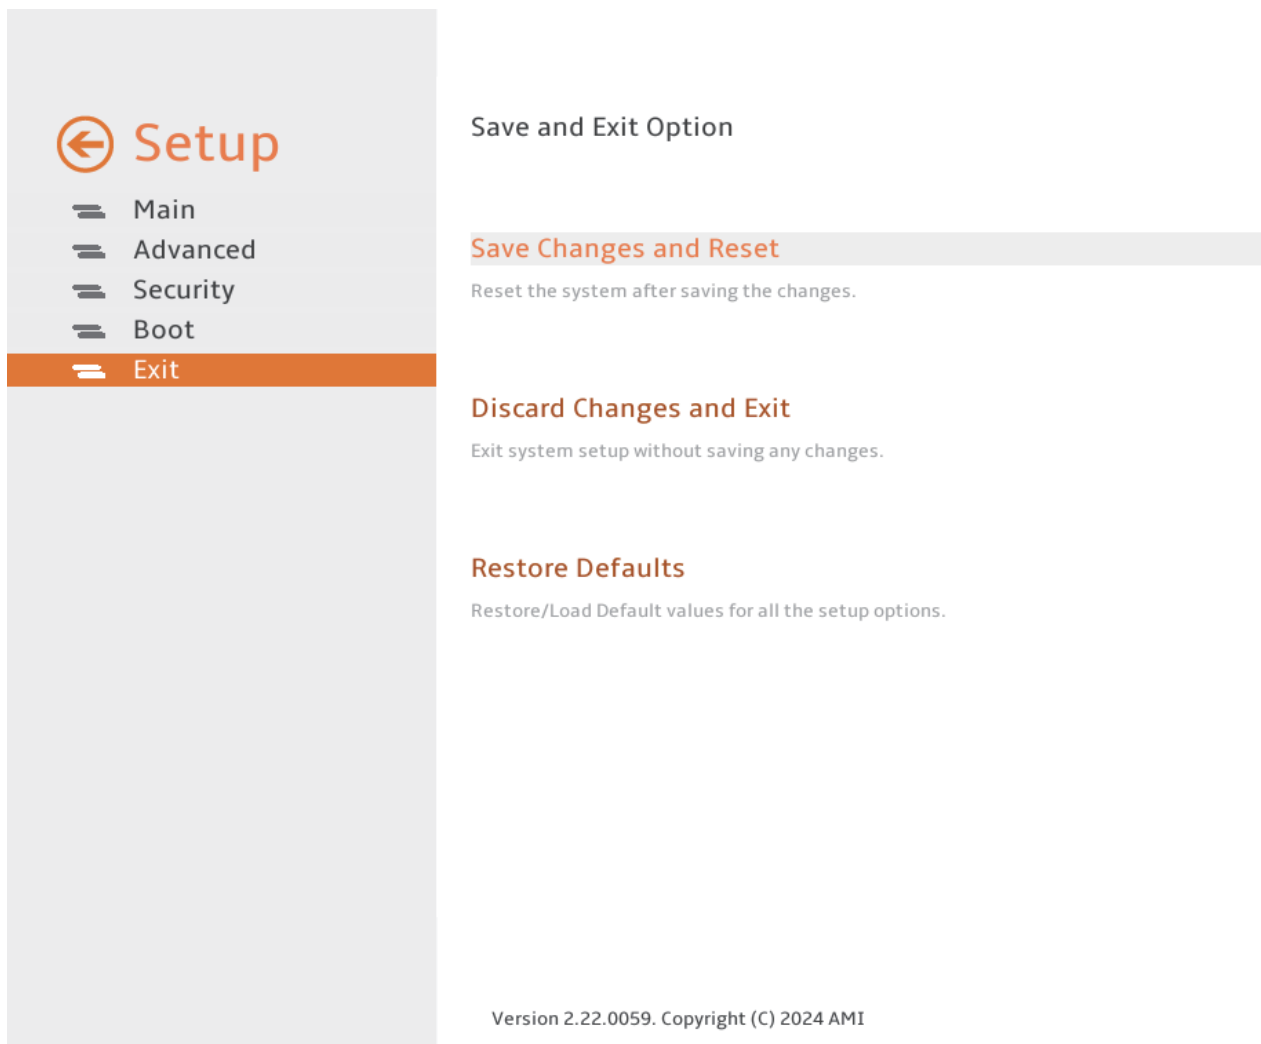 Setup
Main
Advanced
Security
Boot
Exit
Save and Exit Option
Save Changes and Reset
Reset the system after saving the changes.
Discard Changes and Exit
Exit system setup without saving any changes.
Restore Defaults
Restore/Load Default values for all the setup options.
Version 2.22.0059. Copyright (C) 2024 AMI